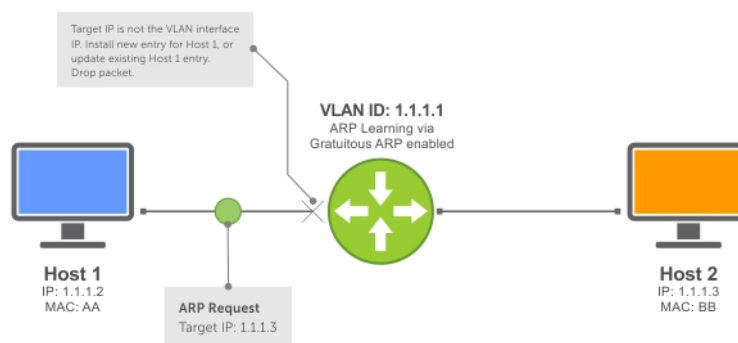 Target IP is not the VLAN interface
IP. Install new entry for Host 1, or
update existing Host 1 entry.
Drop packet.
VLAN ID: 1.1.1.1
ARP Learning via
Gratuitous ARP enabled
Host 1
IP: 1.1.1.2
MAC: AA
ARP Request
Target IP: 1.1.1.3
Host 2
IP: 1.1.1.3
MAC: BB